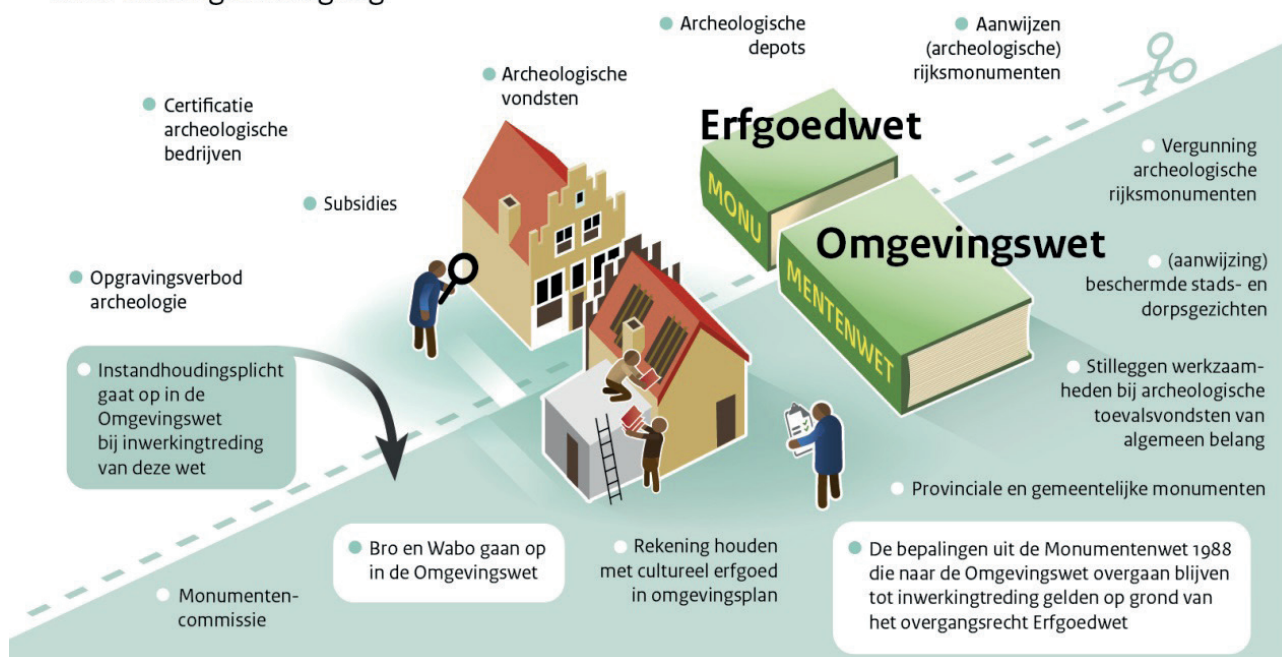 Archeologische
depots
Aanwijzen
(archeologische)
rijksmonumenten
Archeologische
vondsten
Certificatie
archeologische
bedrijven
Erfgoedwet
MONU
Vergunning
archeologische
rijksmonumenten
Subsidies
Omgevingswet
MENTENWET
(aanwijzing)
beschermde stads- en
dorpsgezichten
Opgravingsverbod
archeologie
Instandhoudingsplicht
gaat op in de
Omgevingswet
bij inwerkingtreding
van deze wet
Stilleggen werkzaam-
heden bij archeologische
toevalsvondsten van
algemeen belang
Provinciale en gemeentelijke monumenten
Bro en Wabo gaan op
in de Omgevingswet
Rekening houden
met cultureel erfgoed
in omgevingsplan
De bepalingen uit de Monumentenwet 1988
die naar de Omgevingswet overgaan blijven
tot inwerkingtreding gelden op grond van
het overgangsrecht Erfgoedwet
Monumenten-
commissie